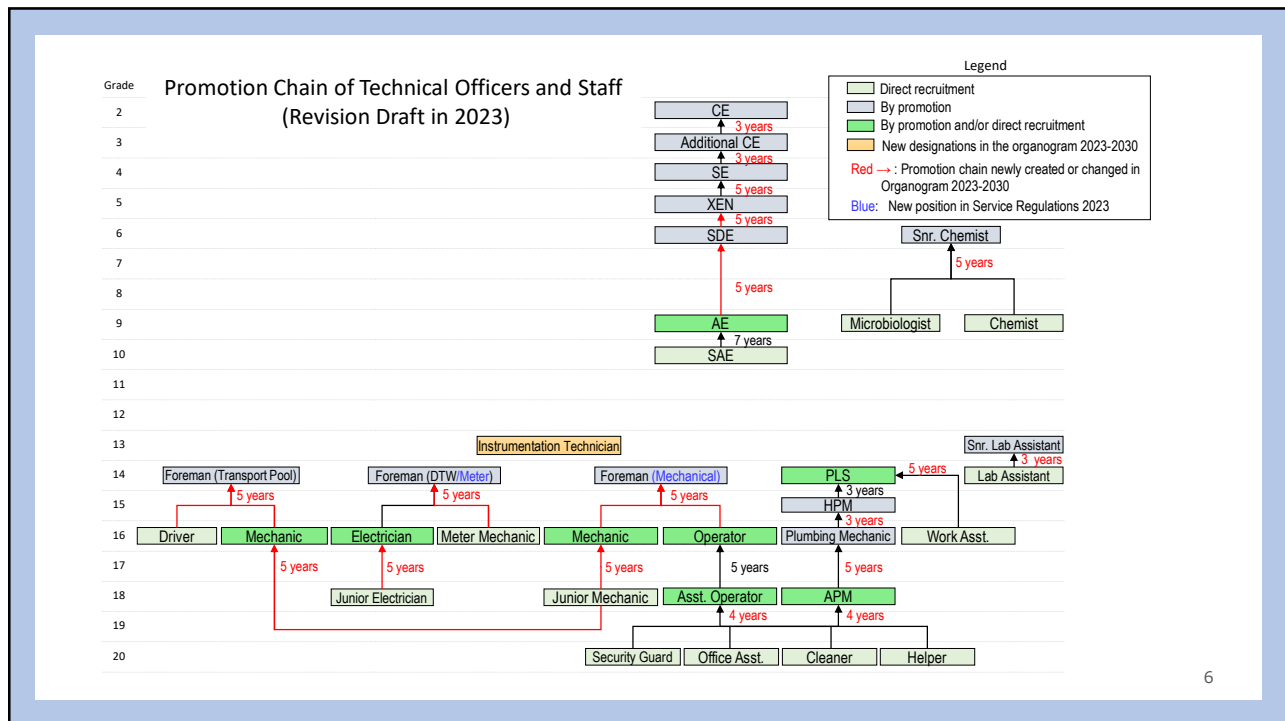 Promotion Chain of Technical Officers and Staff
(Revision Draft in 2023)
Legend
Direct recruitment
By promotion
By promotion and/or direct recruitment
New designations in the organogram 2023-2030
Red → : Promotion chain newly created or changed in
Organogram 2023-2030
Blue: New position in Service Regulations 2023
Grade
2 CE
3 years
3 Additional CE
3 years
4 SE
5 years
5 XEN
5 years
6 SDE Snr. Chemist
7 5 years
8 5 years
9 AE Microbiologist Chemist
7 years
10 SAE
11
12
13 Instrumentation Technician Snr. Lab Assistant
3 years
14 Foreman (Transport Pool) Foreman (DTW/Meter) Foreman (Mechanical) PLS 5 years Lab Assistant
5 years 5 years 5 years 3 years
15 HPM
3 years
16 Driver Mechanic Electrician Meter Mechanic Mechanic Operator Plumbing Mechanic Work Asst.
17 5 years 5 years 5 years 5 years 5 years
18 Junior Electrician Junior Mechanic Asst. Operator APM
19 4 years 4 years
20 Security Guard Office Asst. Cleaner Helper
6